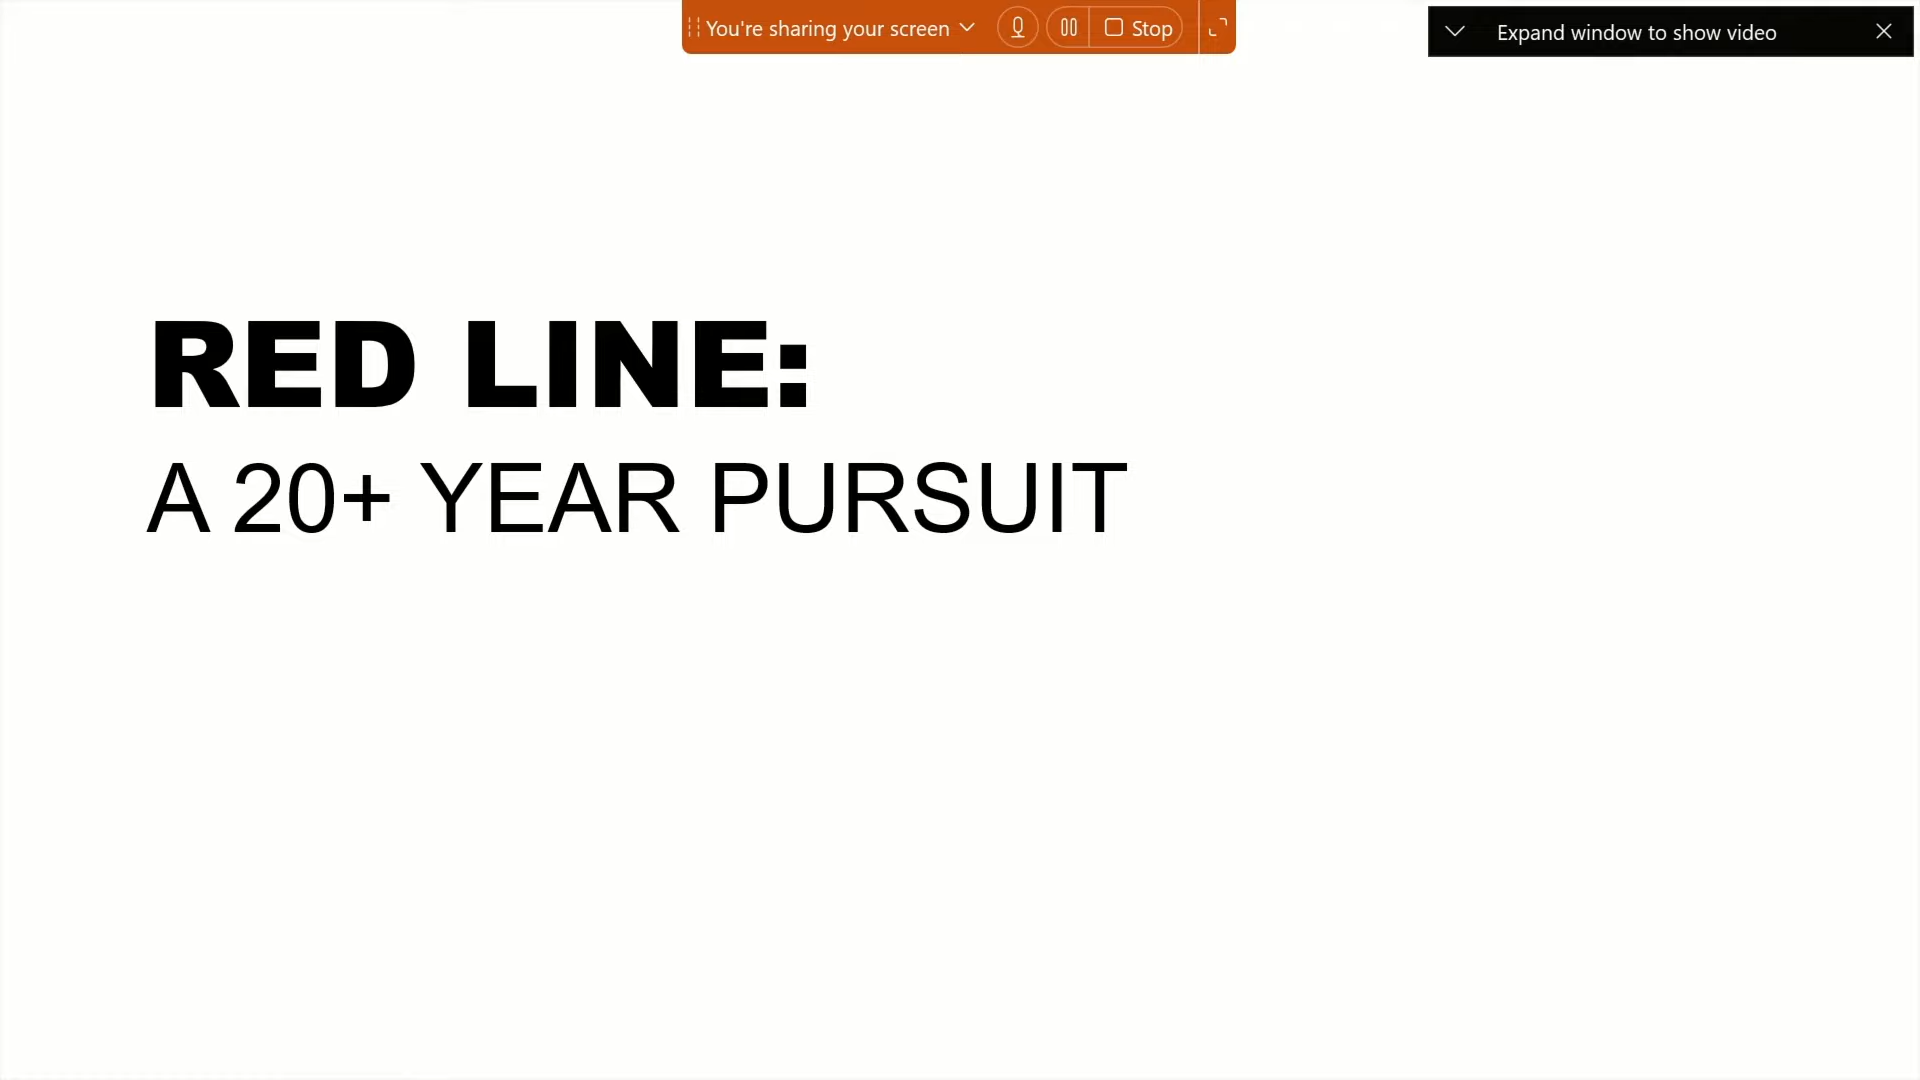 You're sharing your screen
Stop
Expand window to show video
RED LINE:
A 20+ YEAR PURSUIT